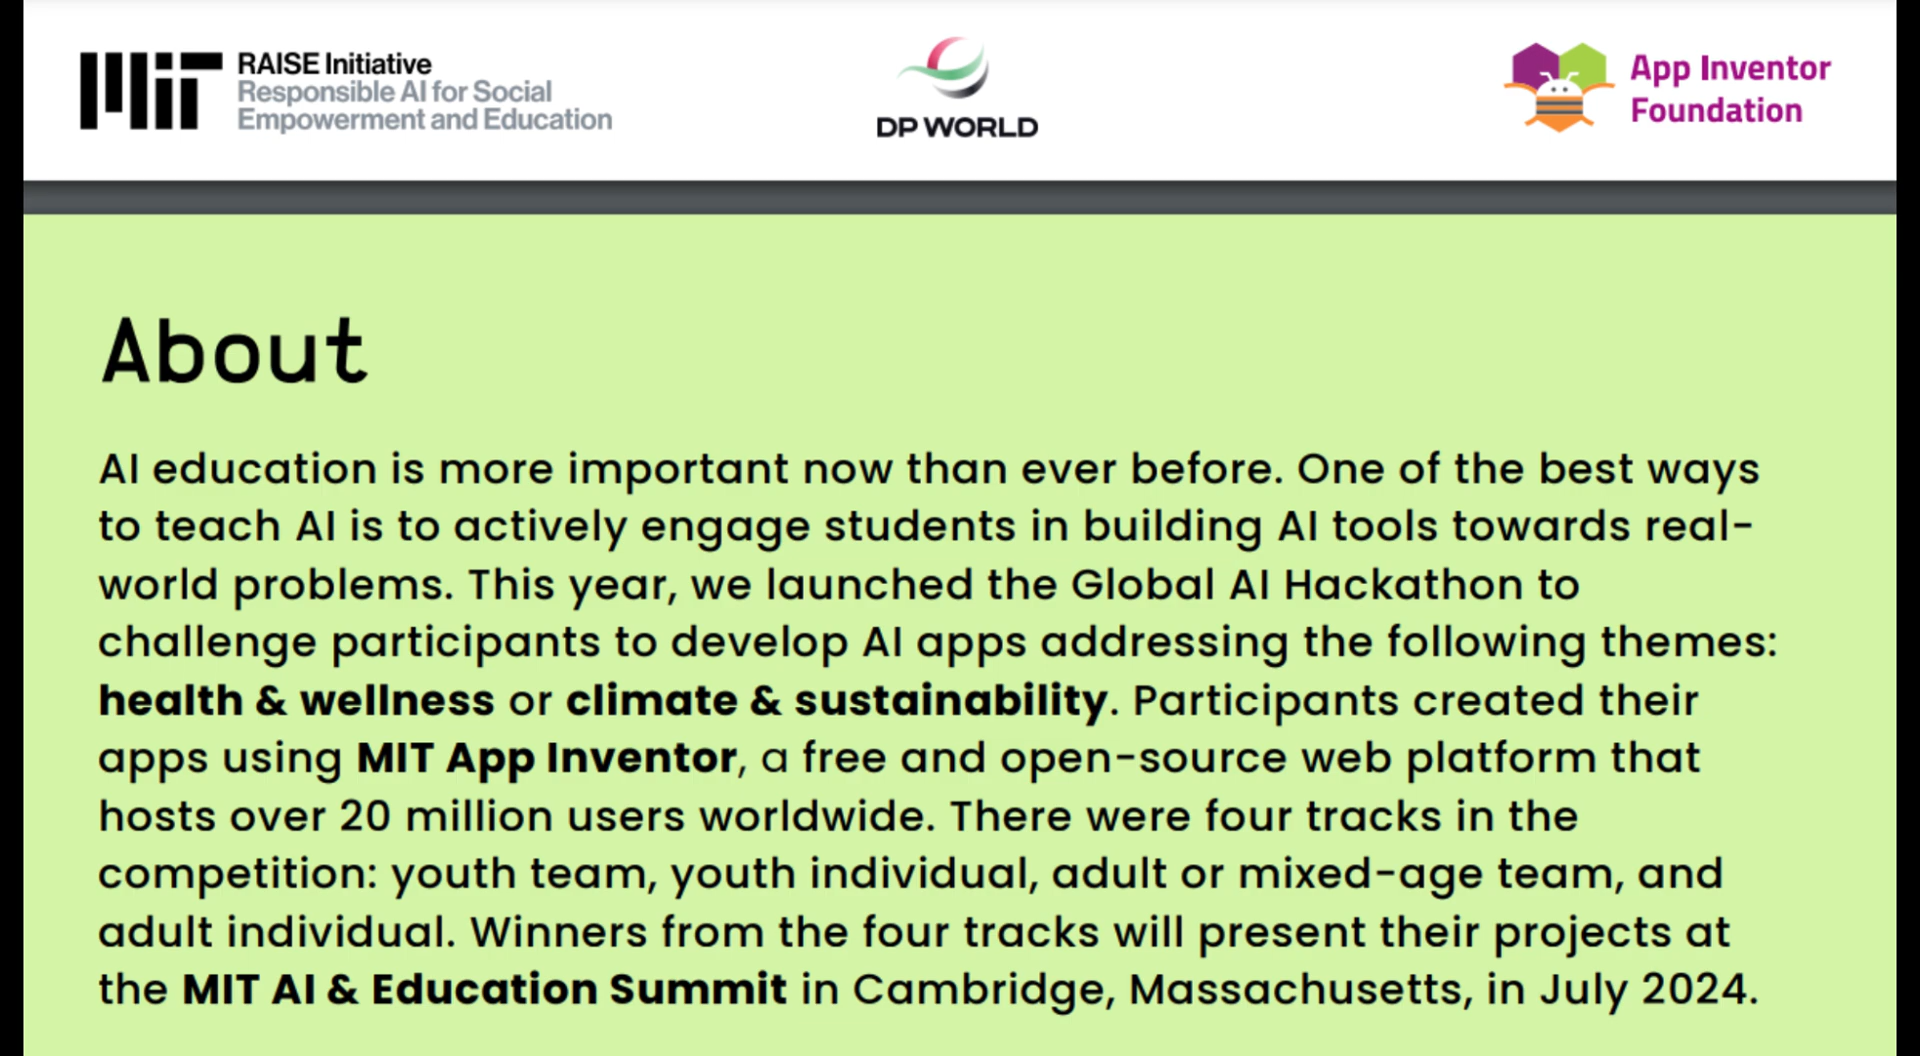 MIT RAISE Initiative
Responsible AI for Social
Empowerment and Education
DP WORLD
App Inventor
Foundation
About
AI education is more important now than ever before. One of the best ways
to teach AI is to actively engage students in building AI tools towards real-
world problems. This year, we launched the Global AI Hackathon to
challenge participants to develop AI apps addressing the following themes:
health & wellness or climate & sustainability. Participants created their
apps using MIT App Inventor, a free and open-source web platform that
hosts over 20 million users worldwide. There were four tracks in the
competition: youth team, youth individual, adult or mixed-age team, and
adult individual. Winners from the four tracks will present their projects at
the MIT AI & Education Summit in Cambridge, Massachusetts, in July 2024.